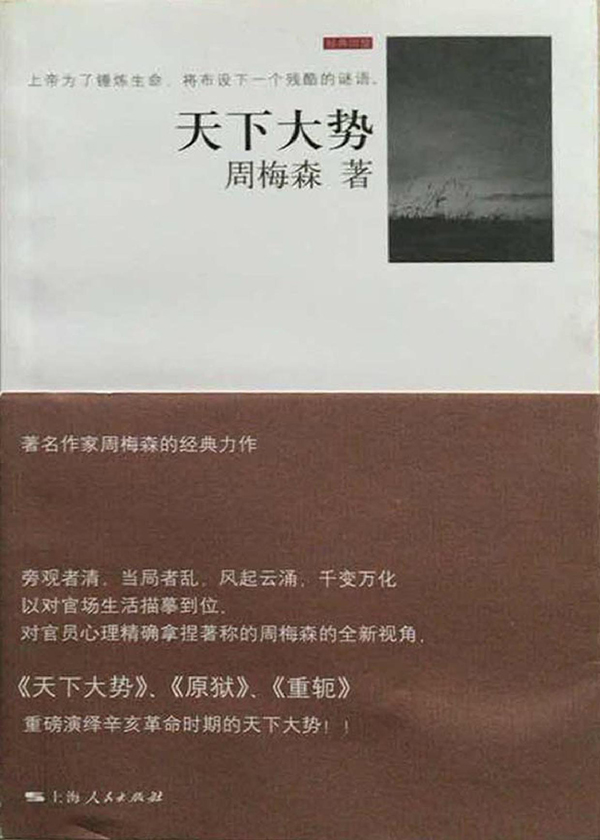 上帝为了锤炼生命，将布设下一个残酷的谜语。
天下大势
周梅森 著
著名作家周梅森的经典力作
旁观者清，当局者乱，风起云涌，千变万化
以对官场生活描摹到位，
对官员心理精确拿捏著称的周梅森的全新视角，
《天下大势》、《原狱》、《重轭》
重磅演绎辛亥革命时期的天下大势！！
上海人民出版社